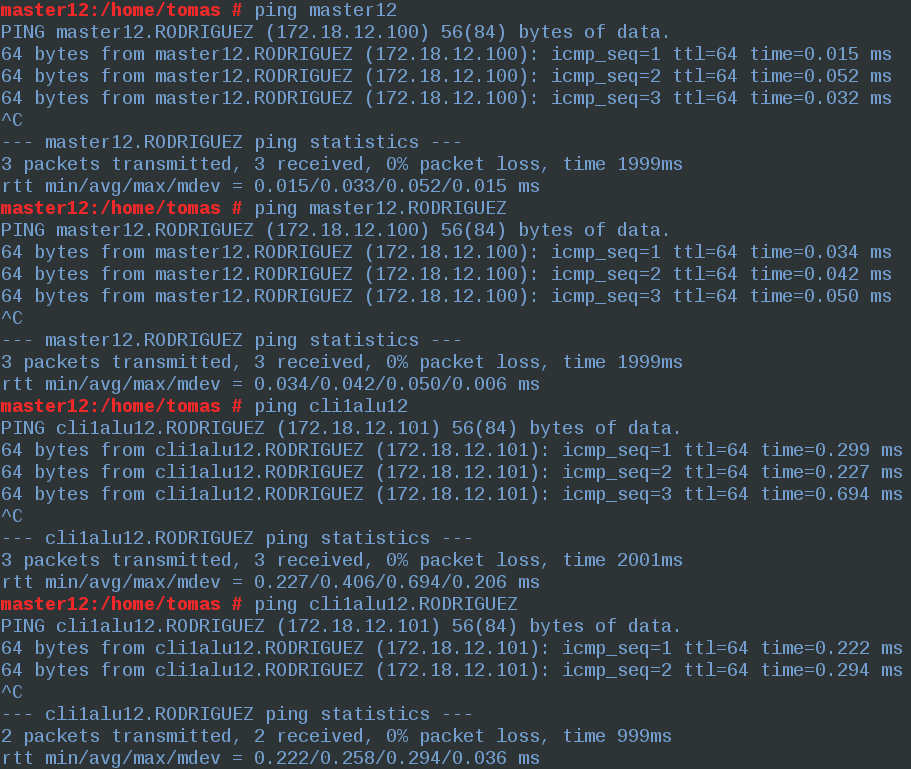 master12:/home/tomas # ping master12
PING master12.RODRIGUEZ (172.18.12.100) 56(84) bytes of data.
64 bytes from master12.RODRIGUEZ (172.18.12.100): icmp_seq=1 ttl=64 time=0.015 ms
64 bytes from master12.RODRIGUEZ (172.18.12.100): icmp_seq=2 ttl=64 time=0.052 ms
64 bytes from master12.RODRIGUEZ (172.18.12.100): icmp_seq=3 ttl=64 time=0.032 ms
^C
--- master12.RODRIGUEZ ping statistics ---
3 packets transmitted, 3 received, 0% packet loss, time 1999ms
rtt min/avg/max/mdev = 0.015/0.033/0.052/0.015 ms
master12:/home/tomas # ping master12.RODRIGUEZ
PING master12.RODRIGUEZ (172.18.12.100) 56(84) bytes of data.
64 bytes from master12.RODRIGUEZ (172.18.12.100): icmp_seq=1 ttl=64 time=0.034 ms
64 bytes from master12.RODRIGUEZ (172.18.12.100): icmp_seq=2 ttl=64 time=0.042 ms
64 bytes from master12.RODRIGUEZ (172.18.12.100): icmp_seq=3 ttl=64 time=0.050 ms
^C
--- master12.RODRIGUEZ ping statistics ---
3 packets transmitted, 3 received, 0% packet loss, time 1999ms
rtt min/avg/max/mdev = 0.034/0.042/0.050/0.006 ms
master12:/home/tomas # ping cli1alu12
PING cli1alu12.RODRIGUEZ (172.18.12.101) 56(84) bytes of data.
64 bytes from cli1alu12.RODRIGUEZ (172.18.12.101): icmp_seq=1 ttl=64 time=0.299 ms
64 bytes from cli1alu12.RODRIGUEZ (172.18.12.101): icmp_seq=2 ttl=64 time=0.227 ms
64 bytes from cli1alu12.RODRIGUEZ (172.18.12.101): icmp_seq=3 ttl=64 time=0.694 ms
^C
--- cli1alu12.RODRIGUEZ ping statistics ---
3 packets transmitted, 3 received, 0% packet loss, time 2001ms
rtt min/avg/max/mdev = 0.227/0.406/0.694/0.206 ms
master12:/home/tomas # ping cli1alu12.RODRIGUEZ
PING cli1alu12.RODRIGUEZ (172.18.12.101) 56(84) bytes of data.
64 bytes from cli1alu12.RODRIGUEZ (172.18.12.101): icmp_seq=1 ttl=64 time=0.222 ms
64 bytes from cli1alu12.RODRIGUEZ (172.18.12.101): icmp_seq=2 ttl=64 time=0.294 ms
^C
--- cli1alu12.RODRIGUEZ ping statistics ---
2 packets transmitted, 2 received, 0% packet loss, time 999ms
rtt min/avg/max/mdev = 0.222/0.258/0.294/0.036 ms